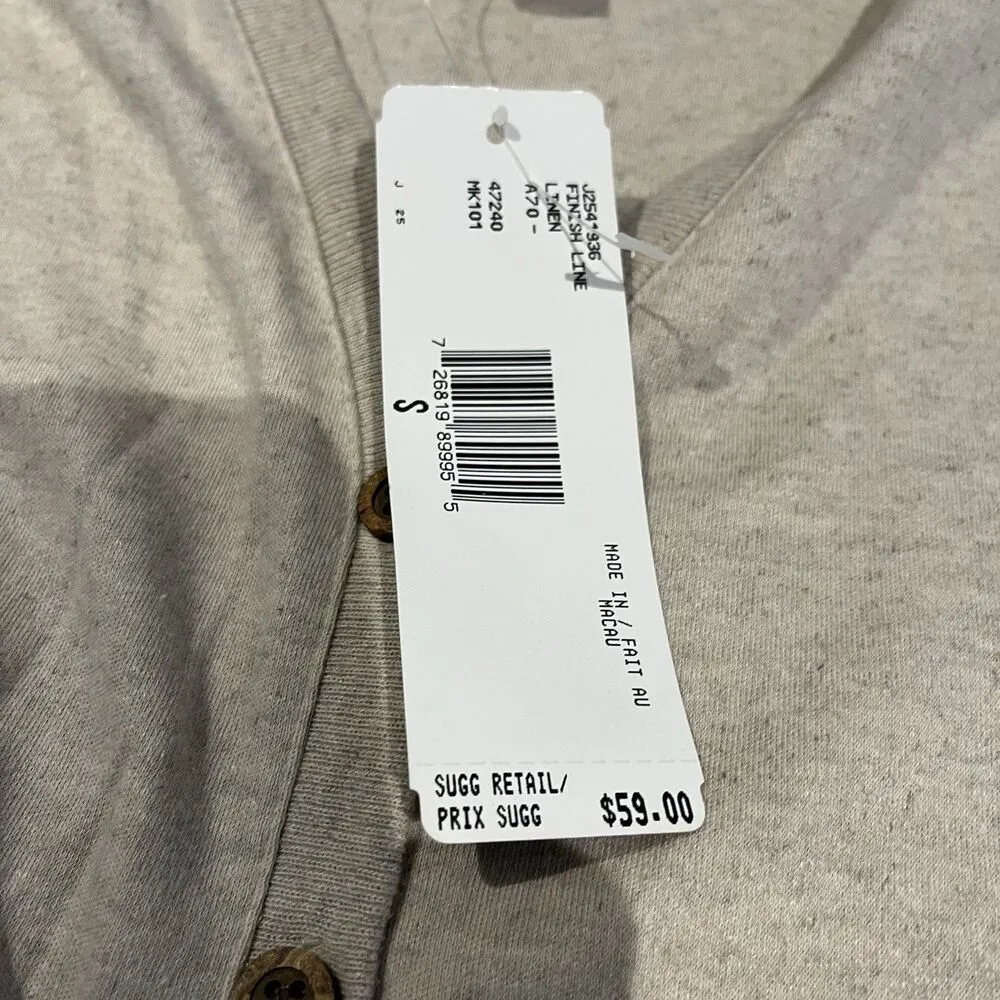 J2541936
FINISH LINE
LINEN
A70 -
47240
MK101
J 25
7 26819 89995 5
S
MADE IN / FAIT AU
MACAU
SUGG RETAIL/
PRIX SUGG
$59.00